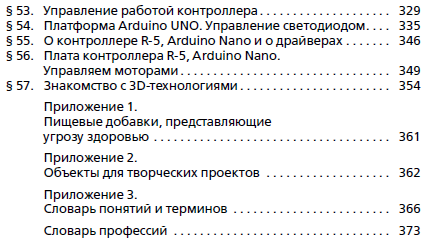 § 53. Управление работой контроллера . . . . . . . . . . . . . . . . . . . 329
§ 54. Платформа Arduino UNO. Управление светодиодом. . . . 335
§ 55. О контроллере R-5, Arduino Nano и о драйверах . . . . . . . 346
§ 56. Плата контроллера R-5, Arduino Nano.
Управляем моторами . . . . . . . . . . . . . . . . . . . . . . . . . . . . . . 349
§ 57. Знакомство с 3D-технологиями . . . . . . . . . . . . . . . . . . . . . . 354
Приложение 1.
Пищевые добавки, представляющие
угрозу здоровью . . . . . . . . . . . . . . . . . . . . . . . . . . . . . . . . . . 361
Приложение 2.
Объекты для творческих проектов . . . . . . . . . . . . . . . . . . 362
Приложение 3.
Словарь понятий и терминов . . . . . . . . . . . . . . . . . . . . . . . 366
Словарь профессий . . . . . . . . . . . . . . . . . . . . . . . . . . . . . . . 373